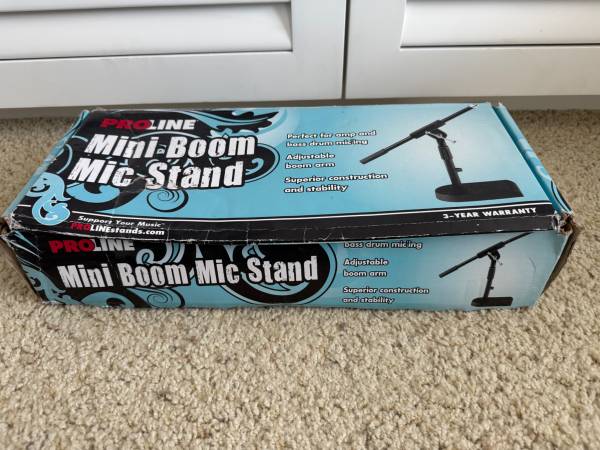 PROLINE
Mini Boom
Mic Stand
Perfect for amp and
bass drum micing
Adjustable
boom arm
Superior construction
and stability
Support Your Music™
PROLINEstands.com
3-YEAR WARRANTY
PROLINE
Mini Boom Mic Stand
bass drum micing
Adjustable
boom arm
Superior construction
and stability